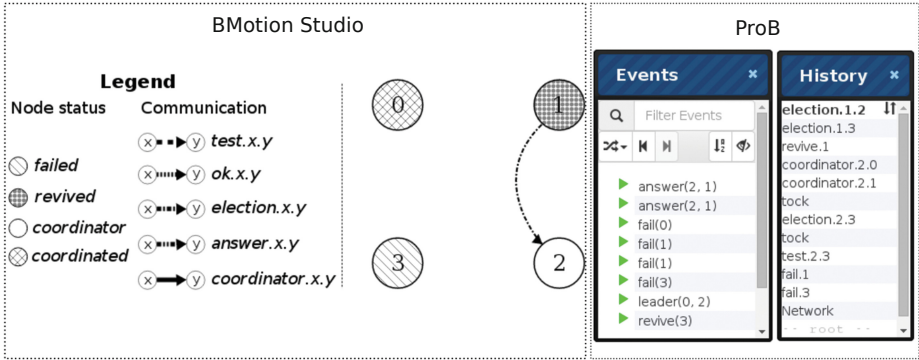 BMotion Studio
Legend
Node status
Communication
failed
revived
coordinator
coordinated
x y test.x.y
x y ok.x.y
x y election.x.y
x y answer.x.y
x y coordinator.x.y
0
1
3
2
ProB
Events ×
Filter Events
answer(2, 1)
answer(2, 1)
fail(0)
fail(1)
fail(1)
fail(3)
leader(0, 2)
revive(3)
History ×
election.1.2
election.1.3
revive.1
coordinator.2.0
coordinator.2.1
tock
election.2.3
tock
test.2.3
fail.1
fail.3
Network
-- root --